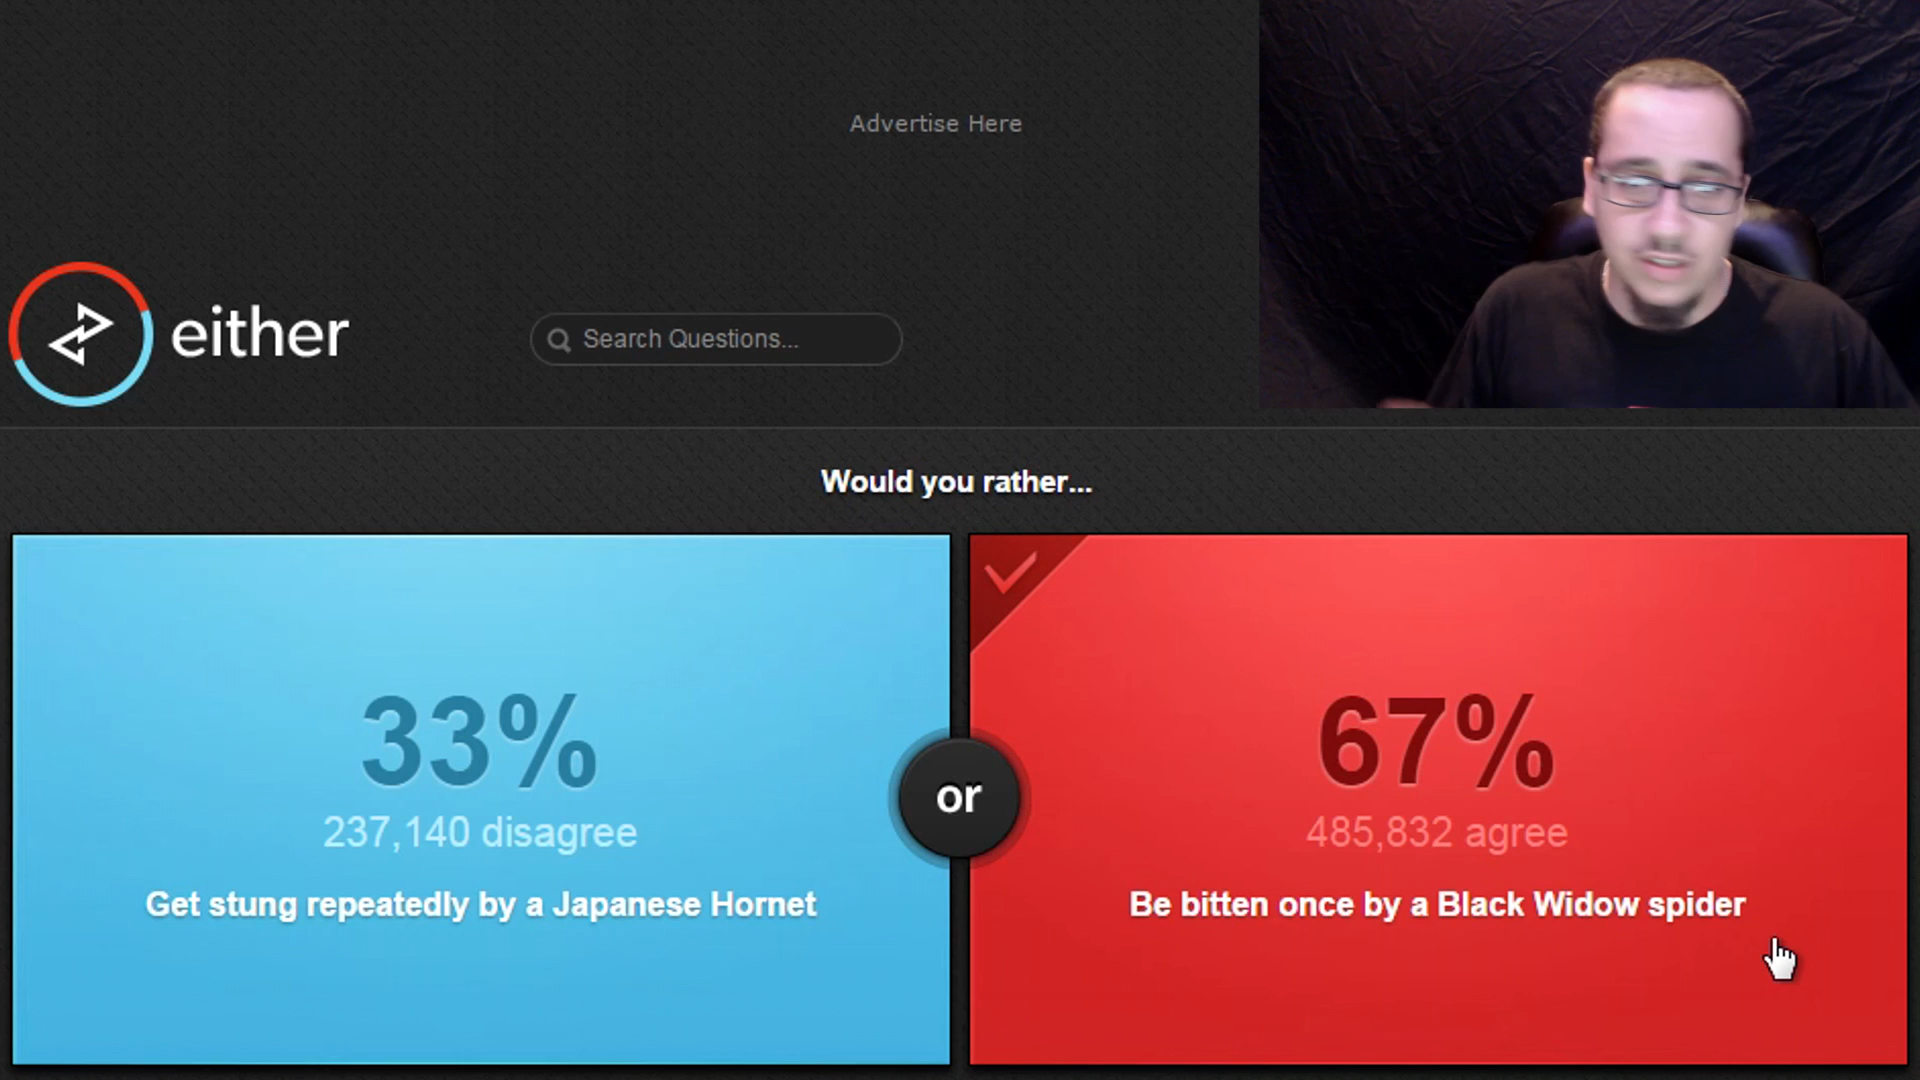 Advertise Here
either
Search Questions...
Would you rather...
33%
237,140 disagree
Get stung repeatedly by a Japanese Hornet
or
67%
485,832 agree
Be bitten once by a Black Widow spider